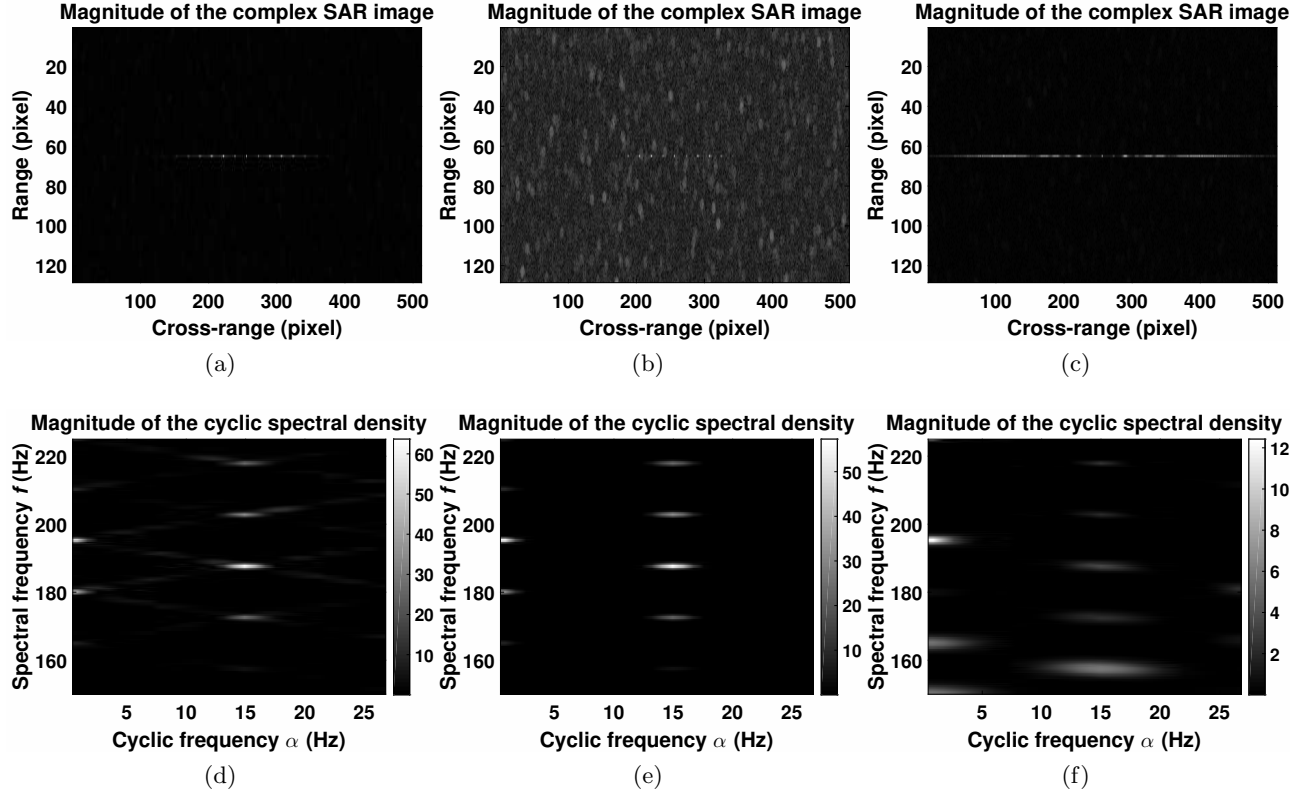 Magnitude of the complex SAR image
Range (pixel)
20
40
60
80
100
120
100 200 300 400 500
Cross-range (pixel)
(a)
Magnitude of the complex SAR image
Range (pixel)
20
40
60
80
100
120
100 200 300 400 500
Cross-range (pixel)
(b)
Magnitude of the complex SAR image
Range (pixel)
20
40
60
80
100
120
100 200 300 400 500
Cross-range (pixel)
(c)
Magnitude of the cyclic spectral density
Spectral frequency f (Hz)
220
200
180
160
5 10 15 20 25
Cyclic frequency α (Hz)
60
50
40
30
20
10
(d)
Magnitude of the cyclic spectral density
Spectral frequency f (Hz)
220
200
180
160
5 10 15 20 25
Cyclic frequency α (Hz)
50
40
30
20
10
(e)
Magnitude of the cyclic spectral density
Spectral frequency f (Hz)
220
200
180
160
5 10 15 20 25
Cyclic frequency α (Hz)
12
10
8
6
4
2
(f)